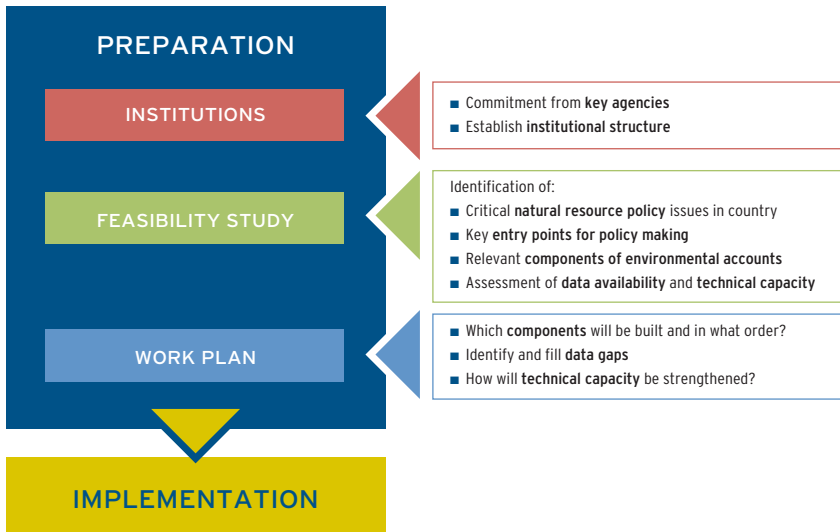 PREPARATION
INSTITUTIONS
■ Commitment from key agencies
■ Establish institutional structure
FEASIBILITY STUDY
Identification of:
■ Critical natural resource policy issues in country
■ Key entry points for policy making
■ Relevant components of environmental accounts
■ Assessment of data availability and technical capacity
WORK PLAN
■ Which components will be built and in what order?
■ Identify and fill data gaps
■ How will technical capacity be strengthened?
IMPLEMENTATION